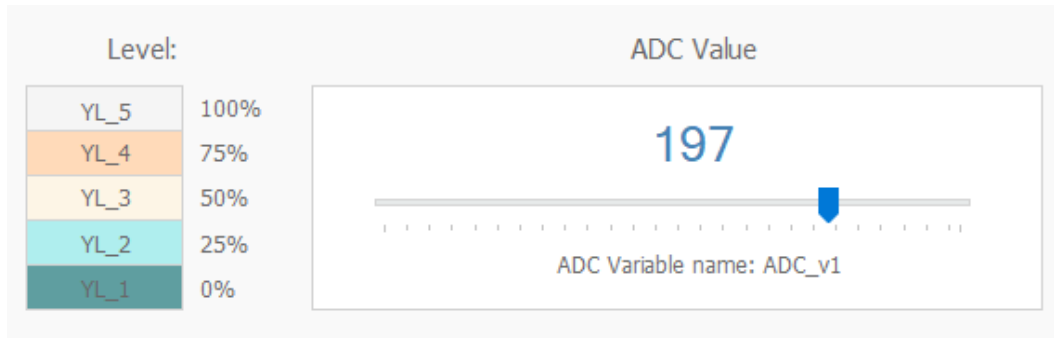 Level:
YL_5 100%
YL_4 75%
YL_3 50%
YL_2 25%
YL_1 0%
ADC Value
197
ADC Variable name: ADC_v1